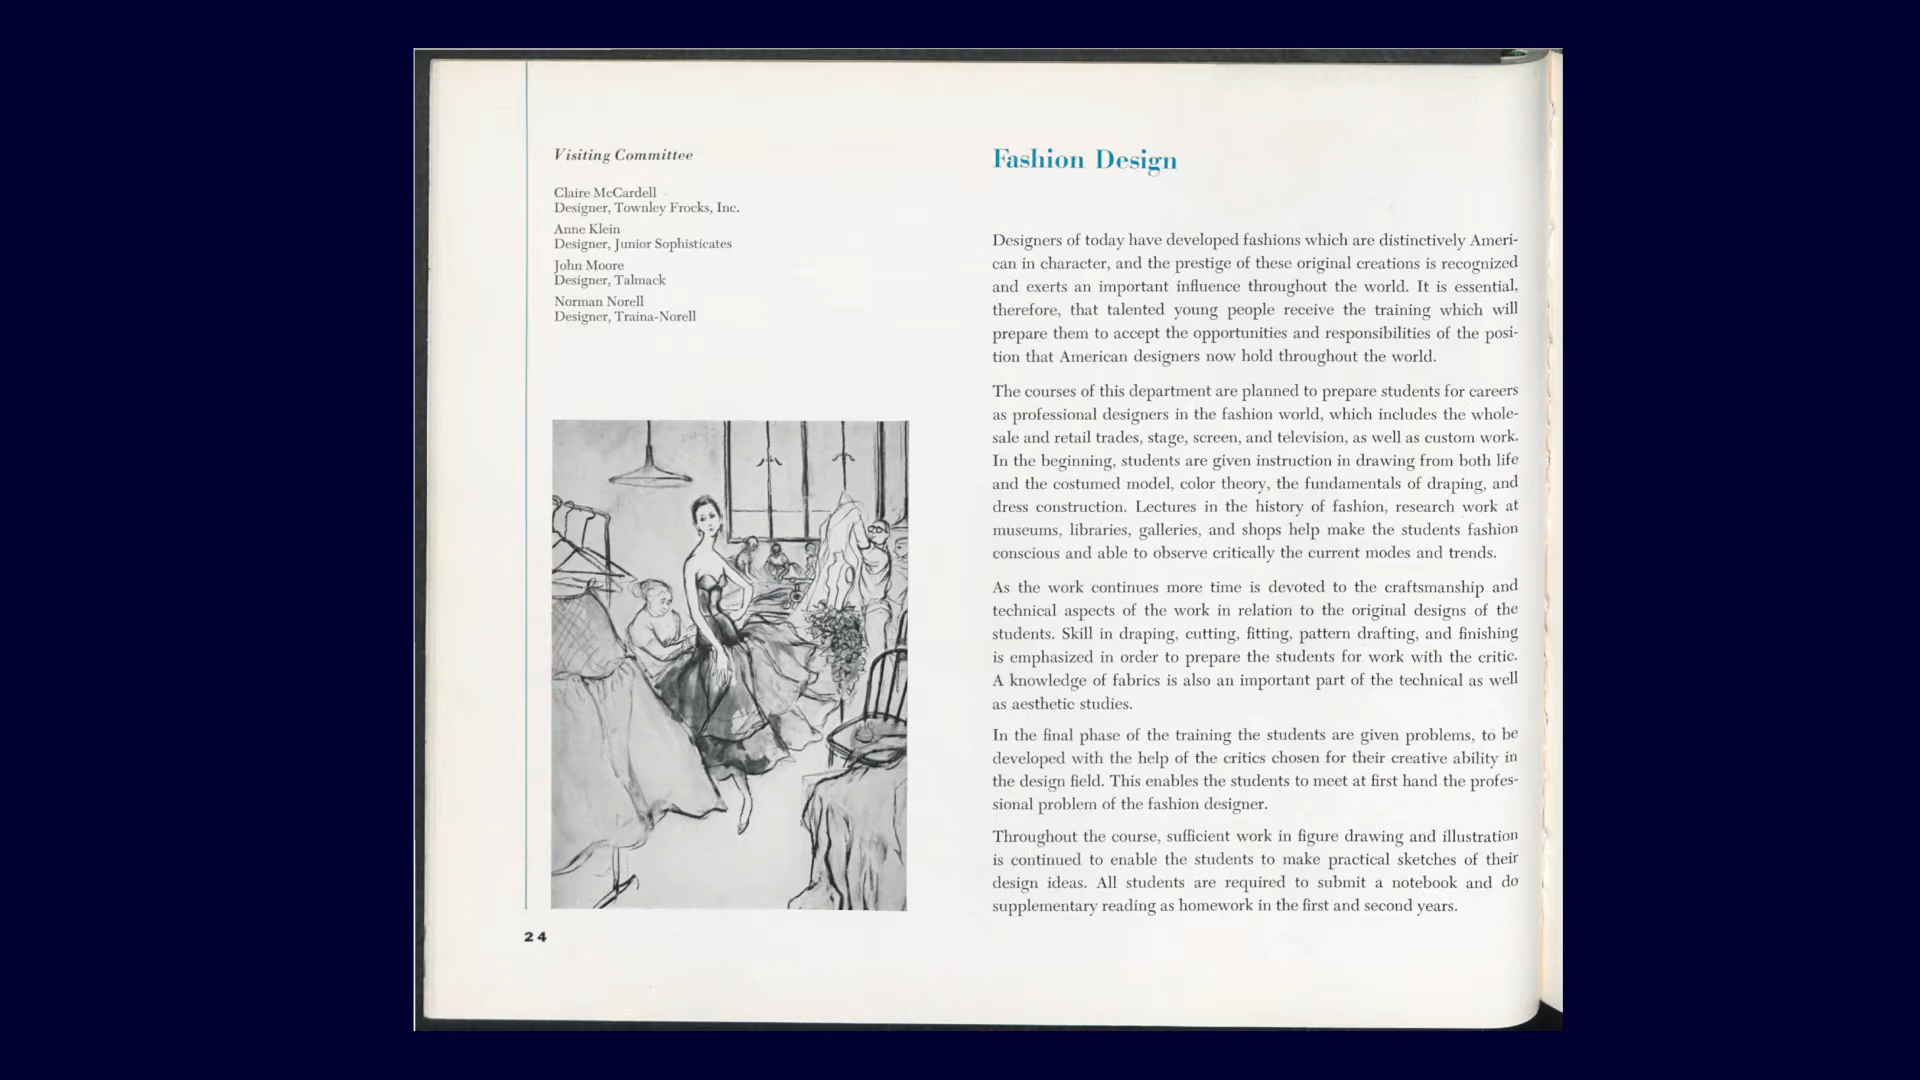 Visiting Committee
Claire McCardell
Designer, Townley Frocks, Inc.
Anne Klein
Designer, Junior Sophisticates
John Moore
Designer, Talmack
Norman Norell
Designer, Traina-Norell
24
Fashion Design
Designers of today have developed fashions which are distinctively Ameri-
can in character, and the prestige of these original creations is recognized
and exerts an important influence throughout the world. It is essential,
therefore, that talented young people receive the training which will
prepare them to accept the opportunities and responsibilities of the posi-
tion that American designers now hold throughout the world.
The courses of this department are planned to prepare students for careers
as professional designers in the fashion world, which includes the whole-
sale and retail trades, stage, screen, and television, as well as custom work.
In the beginning, students are given instruction in drawing from both life
and the costumed model, color theory, the fundamentals of draping, and
dress construction. Lectures in the history of fashion, research work at
museums, libraries, galleries, and shops help make the students fashion
conscious and able to observe critically the current modes and trends.
As the work continues more time is devoted to the craftsmanship and
technical aspects of the work in relation to the original designs of the
students. Skill in draping, cutting, fitting, pattern drafting, and finishing
is emphasized in order to prepare the students for work with the critic.
A knowledge of fabrics is also an important part of the technical as well
as aesthetic studies.
In the final phase of the training the students are given problems, to be
developed with the help of the critics chosen for their creative ability in
the design field. This enables the students to meet at first hand the profes-
sional problem of the fashion designer.
Throughout the course, sufficient work in figure drawing and illustration
is continued to enable the students to make practical sketches of their
design ideas. All students are required to submit a notebook and do
supplementary reading as homework in the first and second years.